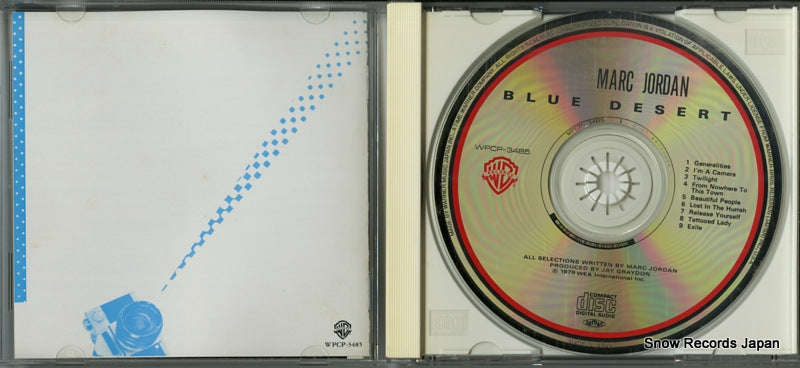 WPCP-3485
MARC JORDAN
BLUE DESERT
WPCP-3485
1 Generalities
2 I'm A Camera
3 Twilight
4 From Nowhere To
This Town
5 Beautiful People
6 Lost In The Hurrah
7 Release Yourself
8 Tattooed Lady
9 Exile
ALL SELECTIONS WRITTEN BY MARC JORDAN
PRODUCED BY JAY GRAYDON
℗ 1979 WEA International Inc.
COMPACT
disc
DIGITAL AUDIO
Snow Records Japan